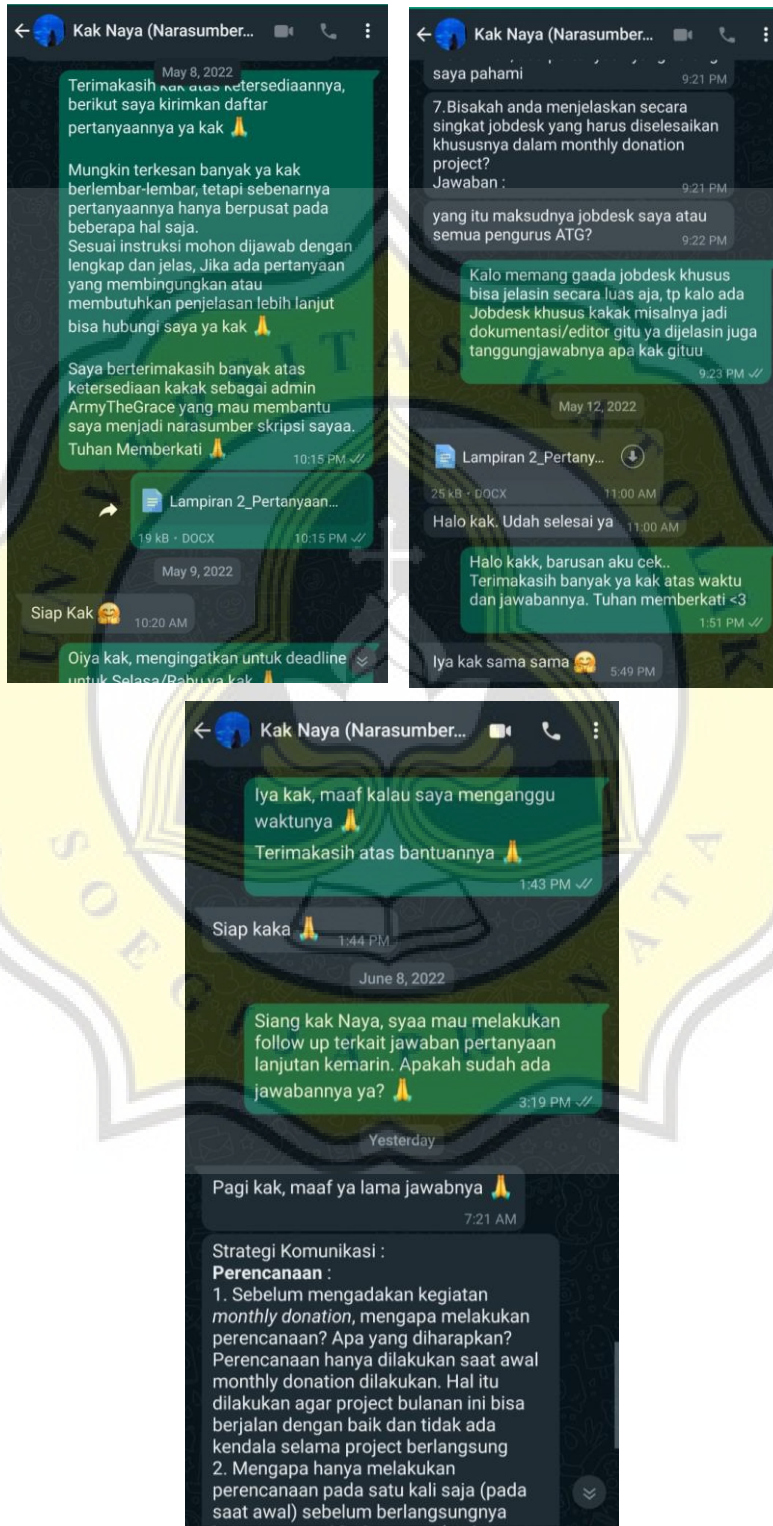 Kak Naya (Narasumber...
May 8, 2022
Terimakasih kak atas ketersediaannya,
berikut saya kirimkan daftar
pertanyaannya ya kak 🙏
Mungkin terkesan banyak ya kak
berlembar-lembar, tetapi sebenarnya
pertanyaannya hanya berpusat pada
beberapa hal saja.
Sesuai instruksi mohon dijawab dengan
lengkap dan jelas, Jika ada pertanyaan
yang membingungkan atau
membutuhkan penjelasan lebih lanjut
bisa hubungi saya ya kak 🙏
Saya berterimakasih banyak atas
ketersediaan kakak sebagai admin
ArmyTheGrace yang mau membantu
saya menjadi narasumber skripsi sayaa.
Tuhan Memberkati 🙏
10:15 PM
Lampiran 2_Pertanyaan...
19 kB • DOCX 10:15 PM
May 9, 2022
Siap Kak 🤗 10:20 AM
Oiya kak, mengingatkan untuk deadline
untuk Selasa/Rabu ya kak 🙏
Kak Naya (Narasumber...
saya pahami
9:21 PM
7.Bisakah anda menjelaskan secara
singkat jobdesk yang harus diselesaikan
khususnya dalam monthly donation
project?
Jawaban :
9:21 PM
yang itu maksudnya jobdesk saya atau
semua pengurus ATG?
9:22 PM
Kalo memang gaada jobdesk khusus
bisa jelasin secara luas aja, tp kalo ada
Jobdesk khusus kakak misalnya jadi
dokumentasi/editor gitu ya dijelasin juga
tanggungjawabnya apa kak gituu
9:23 PM
May 12, 2022
Lampiran 2_Pertany...
25 kB • DOCX 11:00 AM
Halo kak. Udah selesai ya 11:00 AM
Halo kakk, barusan aku cek..
Terimakasih banyak ya kak atas waktu
dan jawabannya. Tuhan memberkati <3
1:51 PM
Iya kak sama sama 🤗 5:49 PM
Kak Naya (Narasumber...
Iya kak, maaf kalau saya menganggu
waktunya 🙏
Terimakasih atas bantuannya 🙏
1:43 PM
Siap kaka 🙏 1:44 PM
June 8, 2022
Siang kak Naya, syaa mau melakukan
follow up terkait jawaban pertanyaan
lanjutan kemarin. Apakah sudah ada
jawabannya ya? 🙏
3:19 PM
Yesterday
Pagi kak, maaf ya lama jawabnya 🙏
7:21 AM
Strategi Komunikasi :
Perencanaan :
1. Sebelum mengadakan kegiatan
monthly donation, mengapa melakukan
perencanaan? Apa yang diharapkan?
Perencanaan hanya dilakukan saat awal
monthly donation dilakukan. Hal itu
dilakukan agar project bulanan ini bisa
berjalan dengan baik dan tidak ada
kendala selama project berlangsung
2. Mengapa hanya melakukan
perencanaan pada satu kali saja (pada
saat awal) sebelum berlangsungnya
UNIVERSITAS KATOLIK
SOEGIJAPRANATA